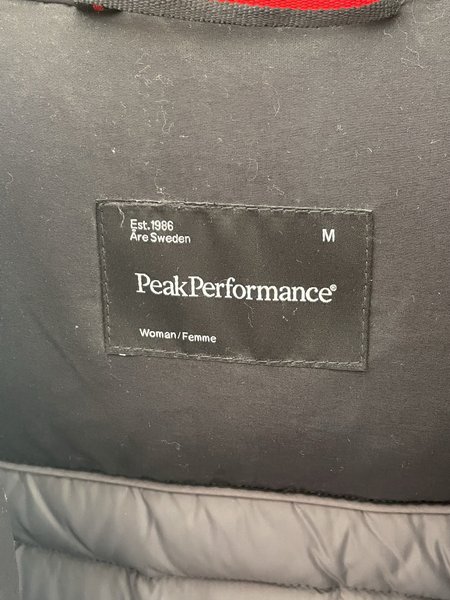 Est.1986
Åre Sweden
M
PeakPerformance®
Woman/Femme